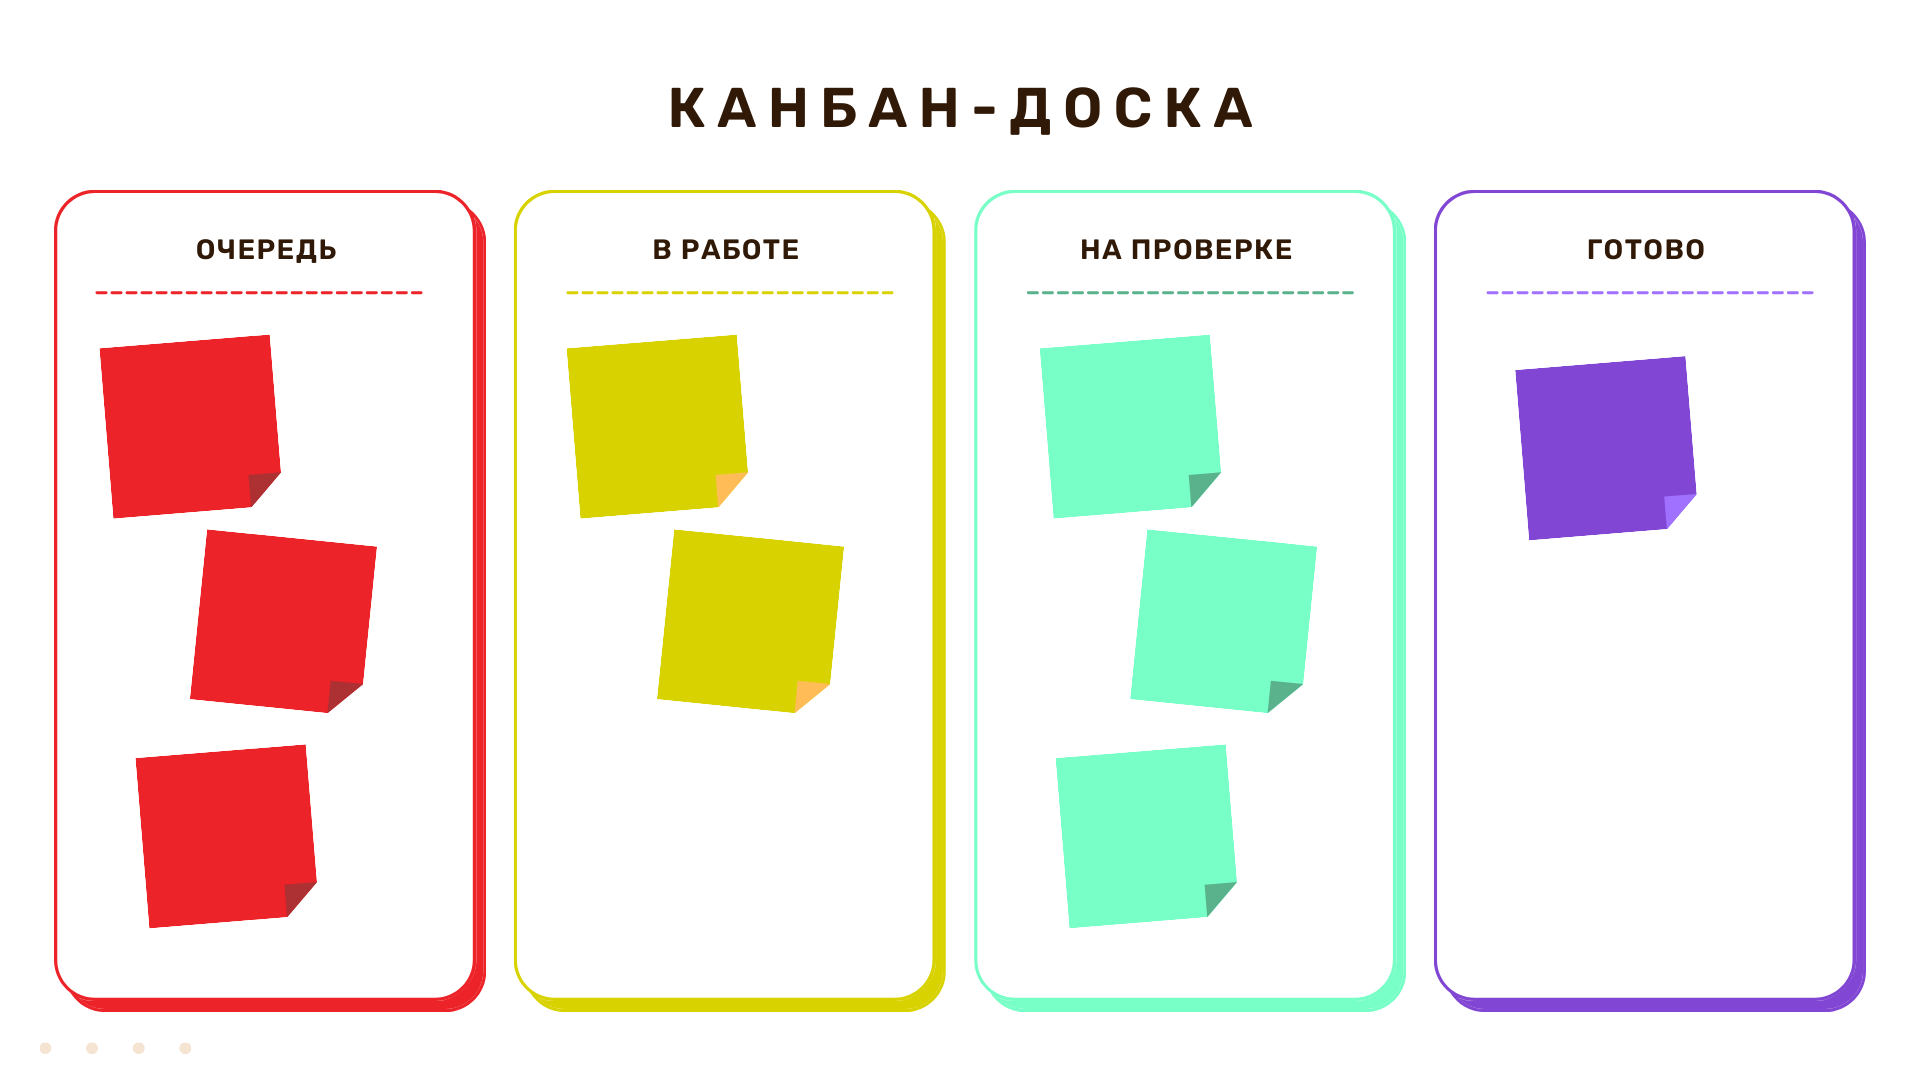 КАНБАН-ДОСКА
ОЧЕРЕДЬ
В РАБОТЕ
НА ПРОВЕРКЕ
ГОТОВО